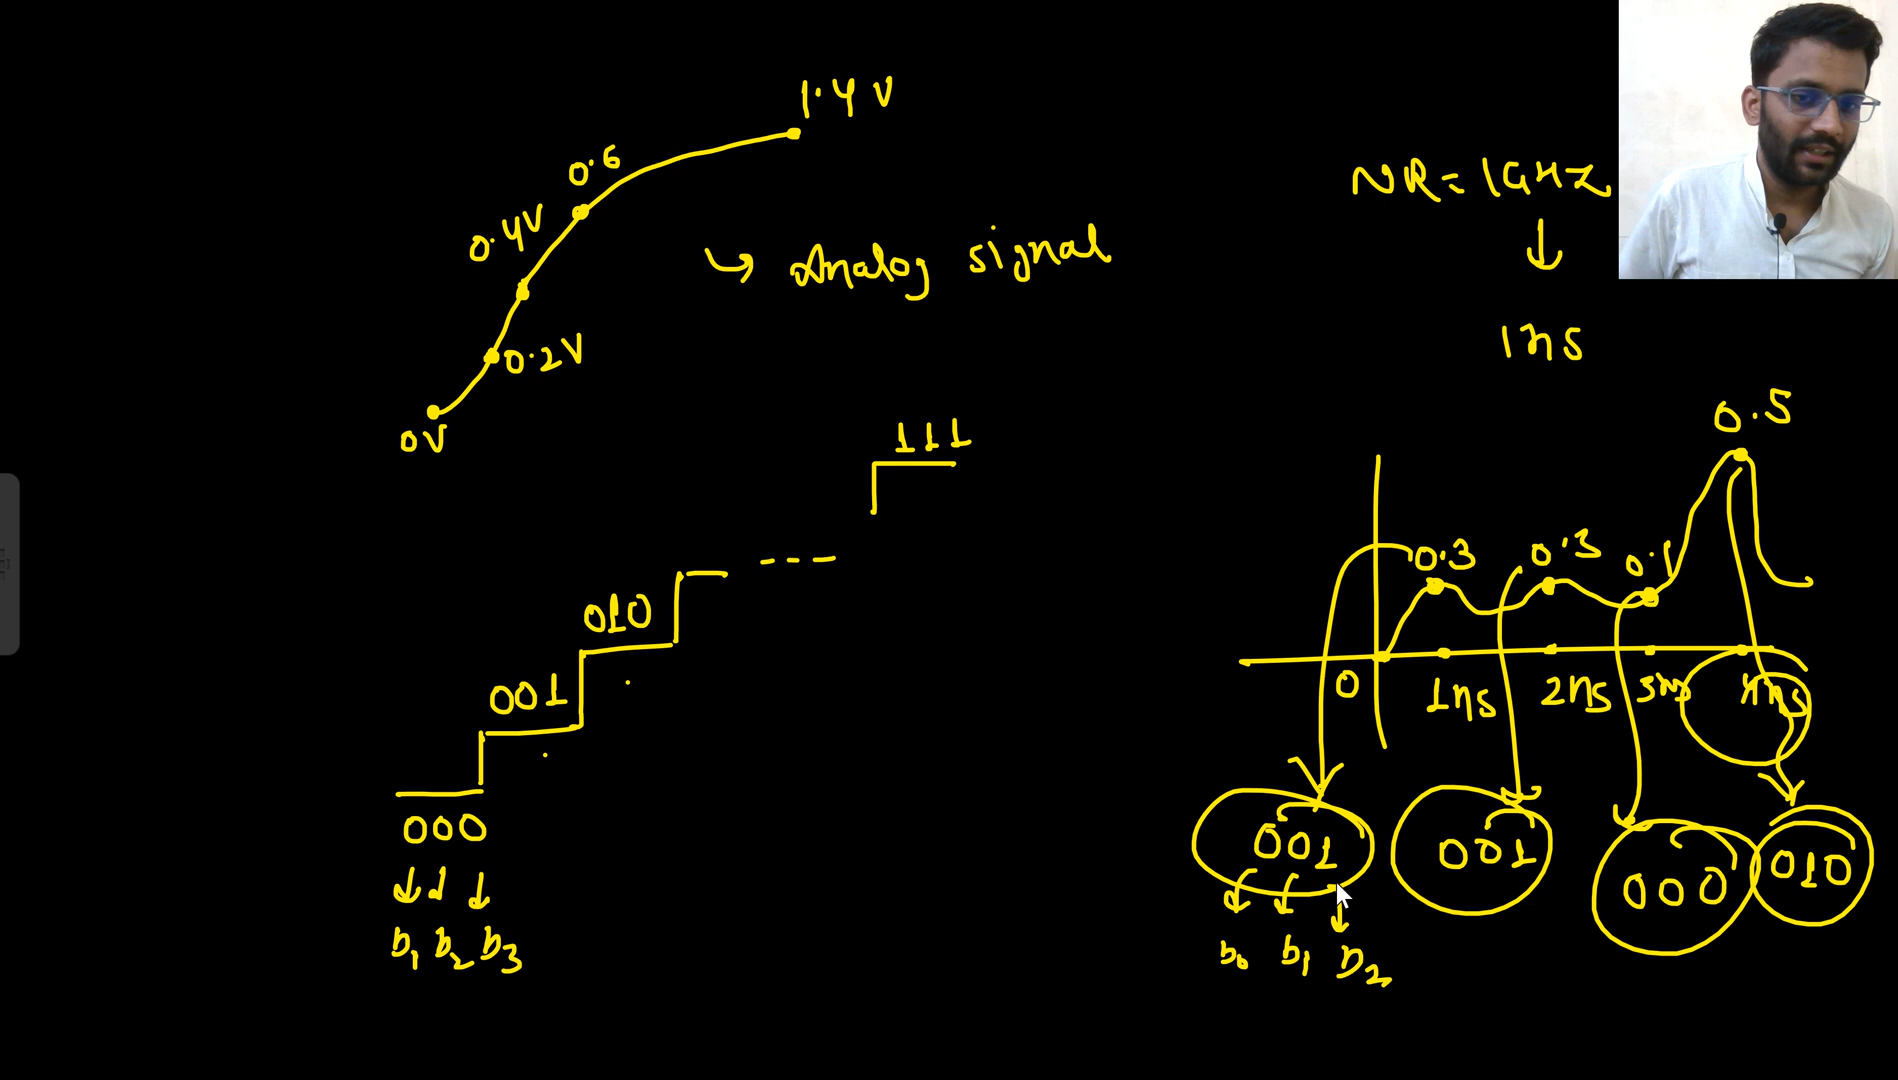 1.4 V
0.6
0.4V
0.2V
0V
Analog signal
NR = 1GHz
1ns
111
010
001
000
b1 b2 b3
0.5
0.3 0.3 0.1
0 1ns 2ns 3ns 4ns
001 001 000 010
b0 b1 b2